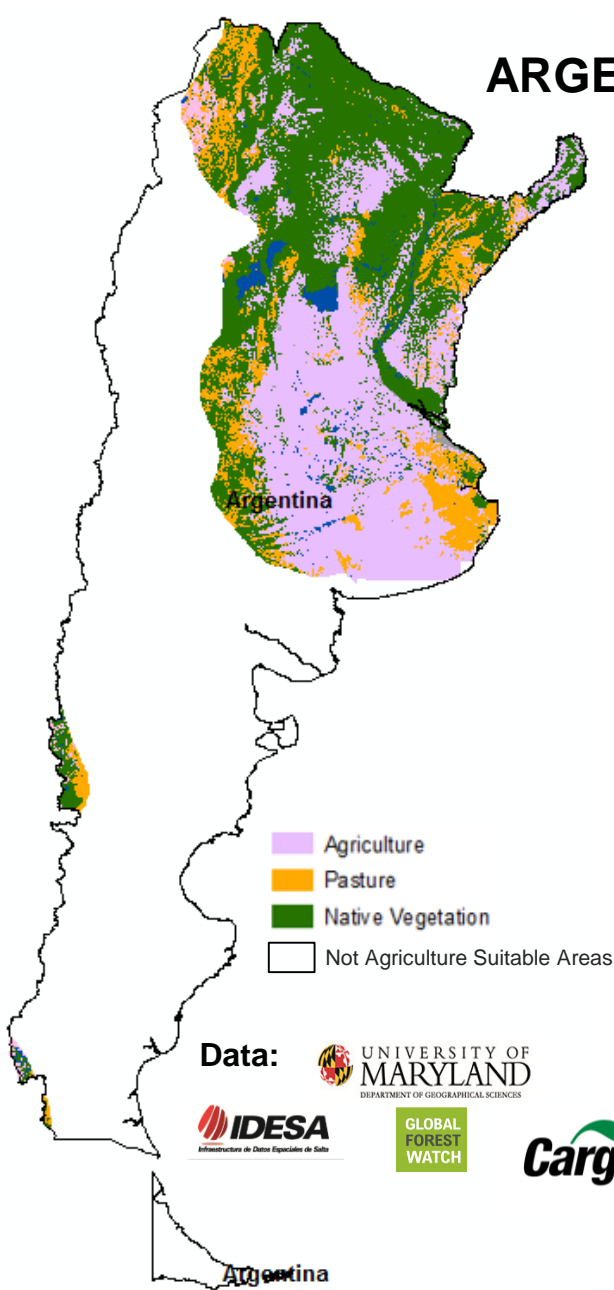 ARGE
Argentina
Agriculture
Pasture
Native Vegetation
Not Agriculture Suitable Areas
Data:
UNIVERSITY OF
MARYLAND
DEPARTMENT OF GEOGRAPHICAL SCIENCES
IDESA
Infraestructura de Datos Espaciales de Salta
GLOBAL
FOREST
WATCH
Carg
Argentina